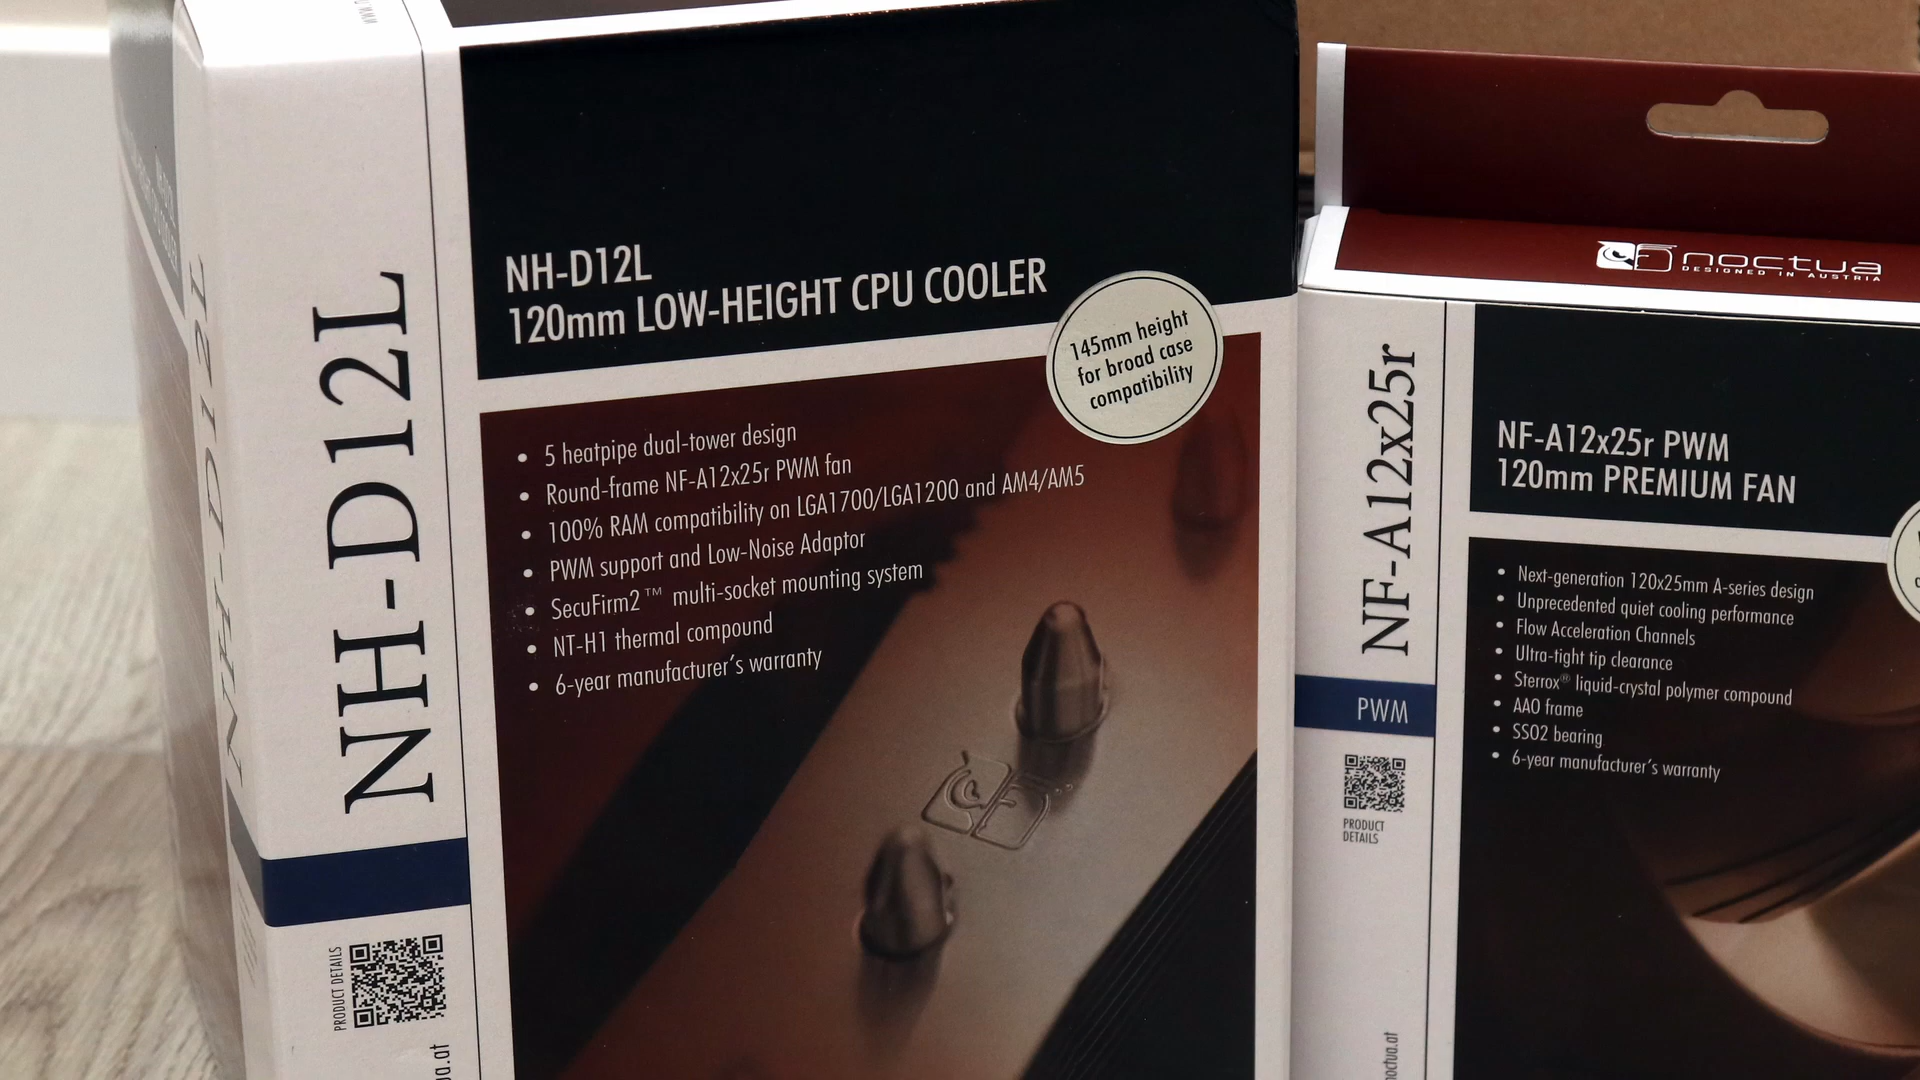 NH-D12L
NH-D12L
120mm LOW-HEIGHT CPU COOLER
145mm height
for broad case
compatibility
• 5 heatpipe dual-tower design
• Round-frame NF-A12x25r PWM fan
• 100% RAM compatibility on LGA1700/LGA1200 and AM4/AM5
• PWM support and Low-Noise Adaptor
• SecuFirm2™ multi-socket mounting system
• NT-H1 thermal compound
• 6-year manufacturer's warranty
PRODUCT DETAILS
NH-D12L
noctua
DESIGNED IN AUSTRIA
NF-A12x25r
PWM
PRODUCT
DETAILS
noctua.at
NF-A12x25r PWM
120mm PREMIUM FAN
• Next-generation 120x25mm A-series design
• Unprecedented quiet cooling performance
• Flow Acceleration Channels
• Ultra-tight tip clearance
• Sterrox® liquid-crystal polymer compound
• AAO frame
• SSO2 bearing
• 6-year manufacturer's warranty